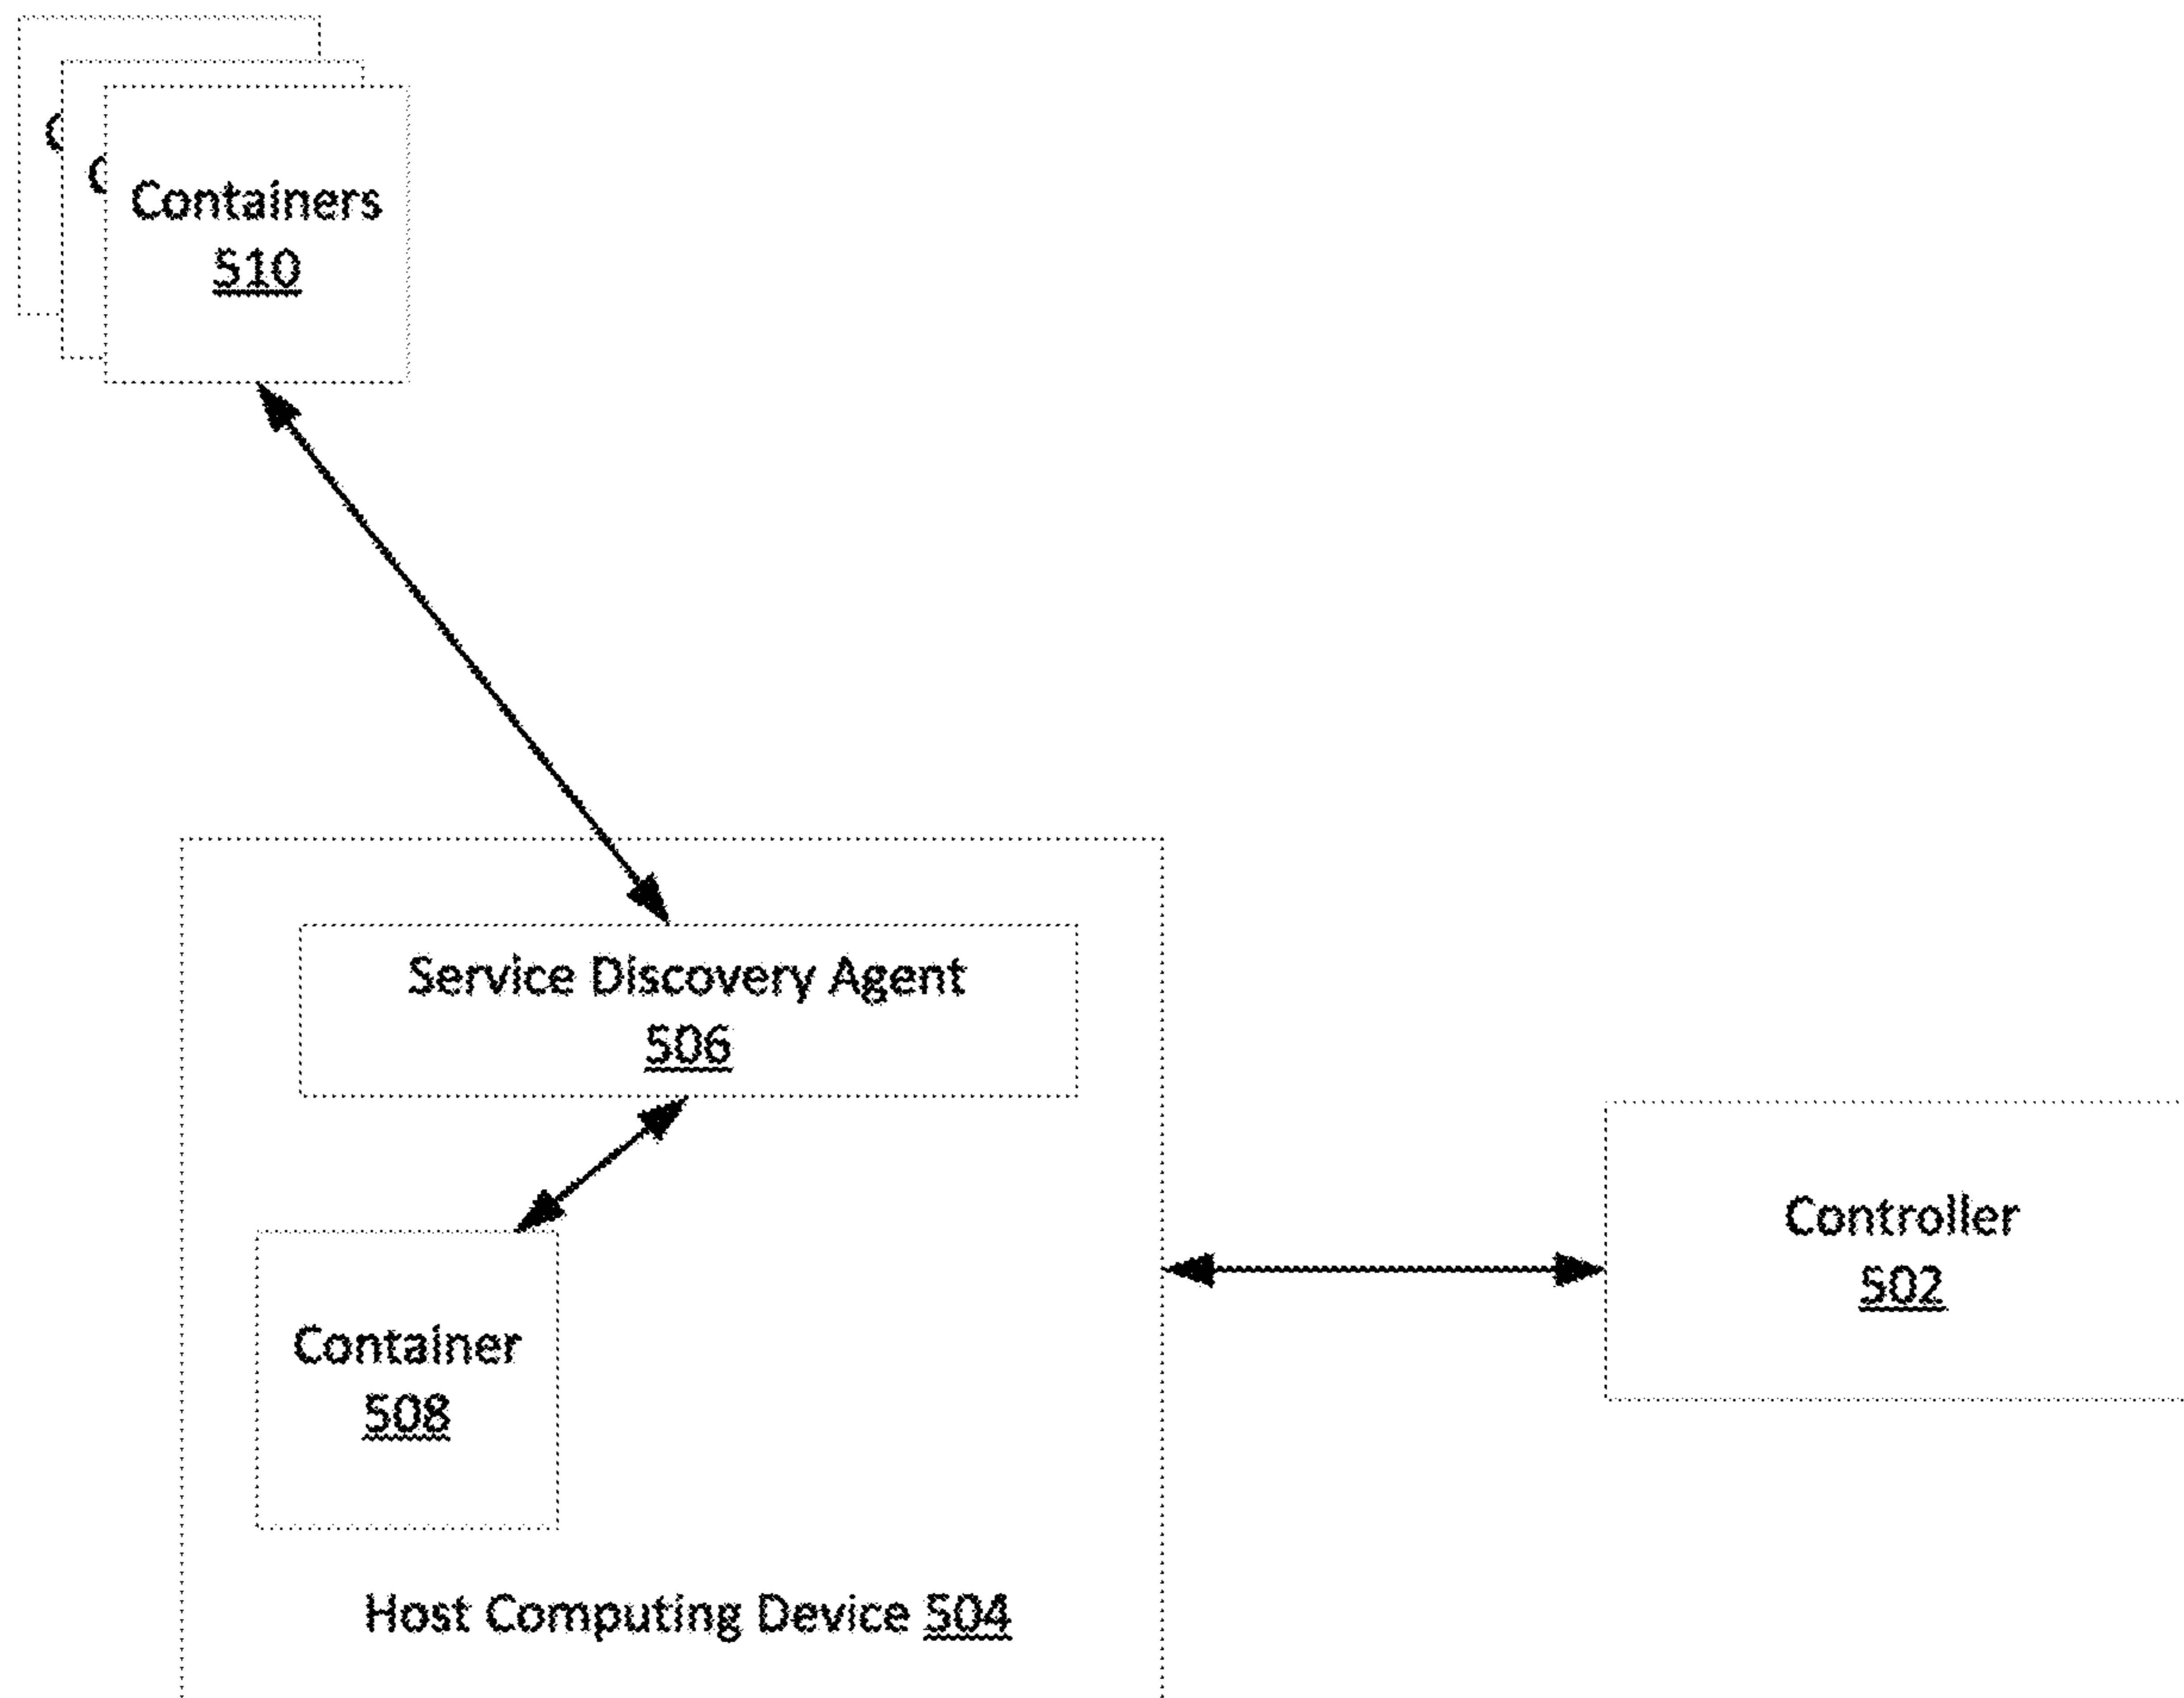 Containers
510
Service Discovery Agent
506
Controller
502
Container
508
Host Computing Device 504